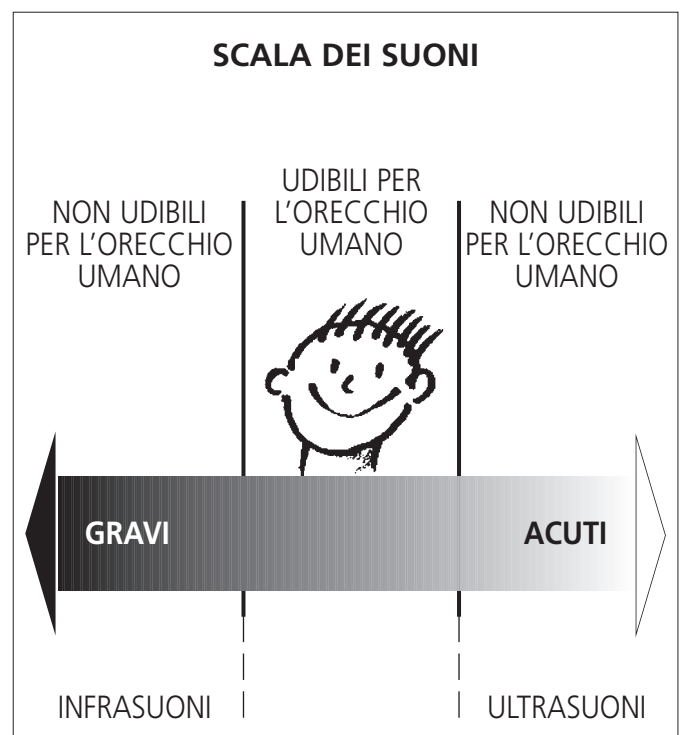 SCALA DEI SUONI
NON UDIBILI
PER L'ORECCHIO
UMANO
UDIBILI PER
L'ORECCHIO
UMANO
NON UDIBILI
PER L'ORECCHIO
UMANO
GRAVI
ACUTI
INFRASUONI
ULTRASUONI